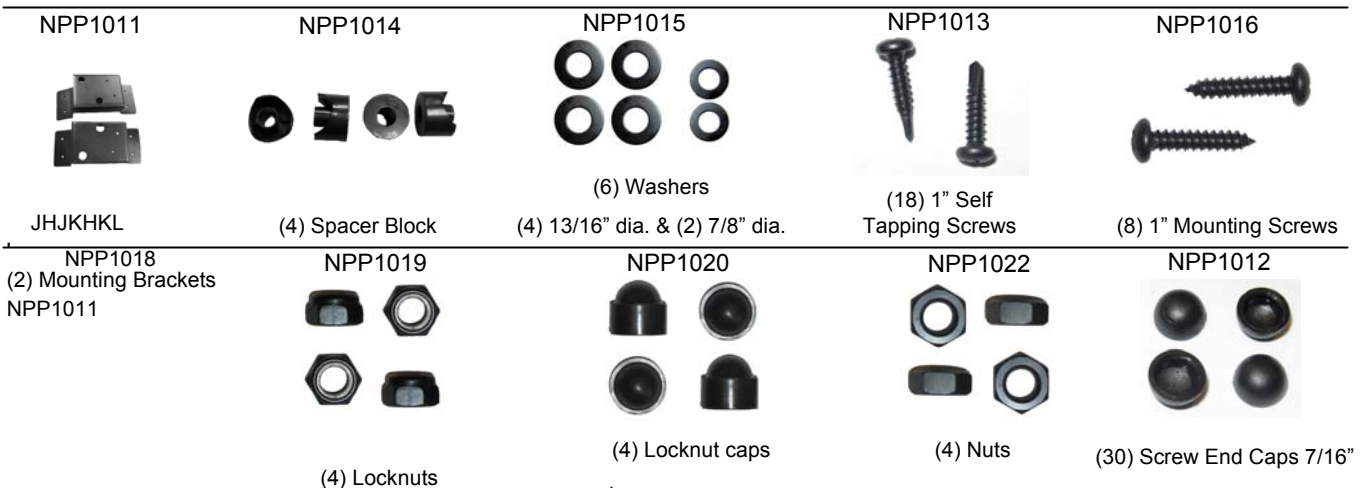 NPP1011
NPP1014
NPP1015
NPP1013
NPP1016
(6) Washers
(18) 1” Self
JHJKHKL
(4) Spacer Block
(4) 13/16” dia. & (2) 7/8” dia.
Tapping Screws
(8) 1” Mounting Screws
NPP1018
(2) Mounting Brackets
NPP1011
NPP1019
NPP1020
NPP1022
NPP1012
(4) Locknuts
(4) Locknut caps
(4) Nuts
(30) Screw End Caps 7/16”